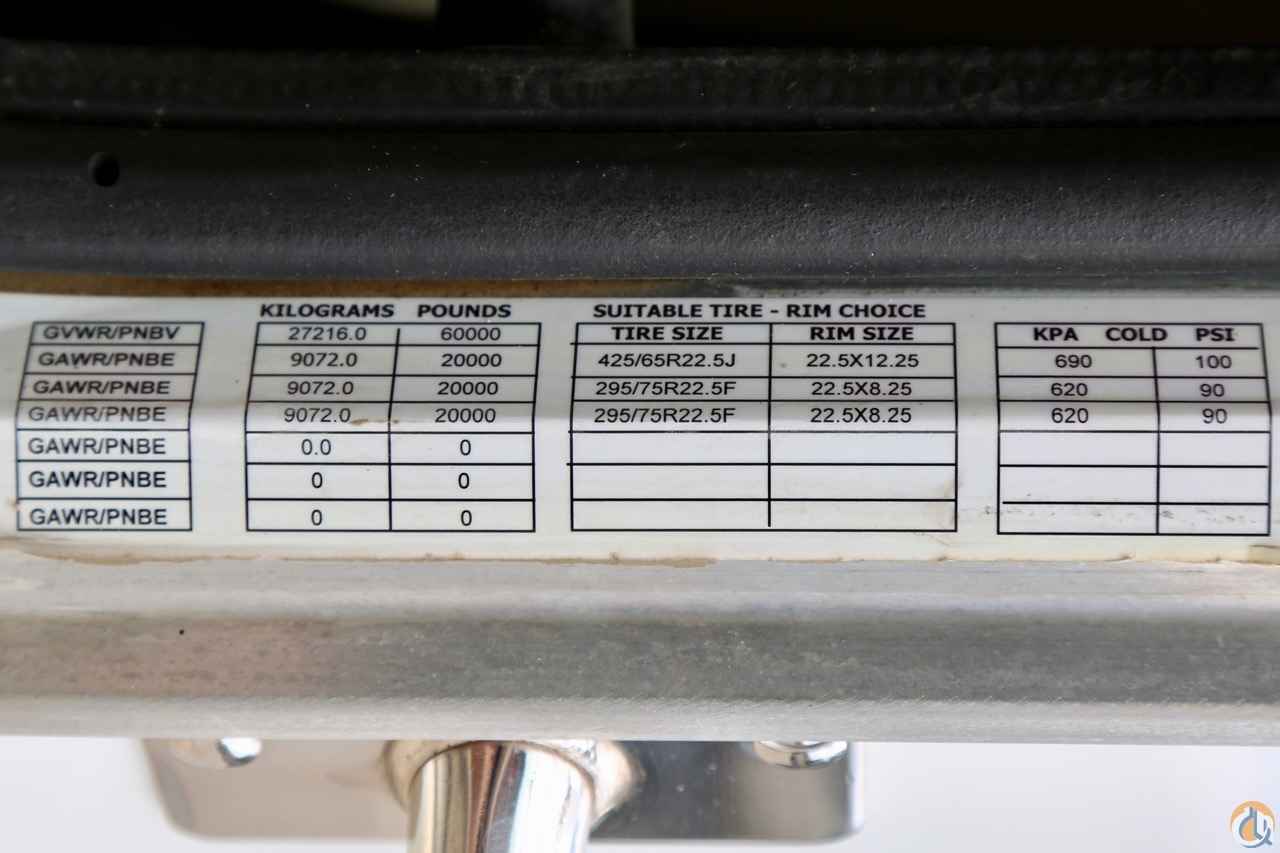 KILOGRAMS POUNDS SUITABLE TIRE - RIM CHOICE
GVWR/PNBV 27216.0 60000 TIRE SIZE RIM SIZE KPA COLD PSI
GAWR/PNBE 9072.0 20000 425/65R22.5J 22.5X12.25 690 100
GAWR/PNBE 9072.0 20000 295/75R22.5F 22.5X8.25 620 90
GAWR/PNBE 9072.0 20000 295/75R22.5F 22.5X8.25 620 90
GAWR/PNBE 0.0 0
GAWR/PNBE 0 0
GAWR/PNBE 0 0